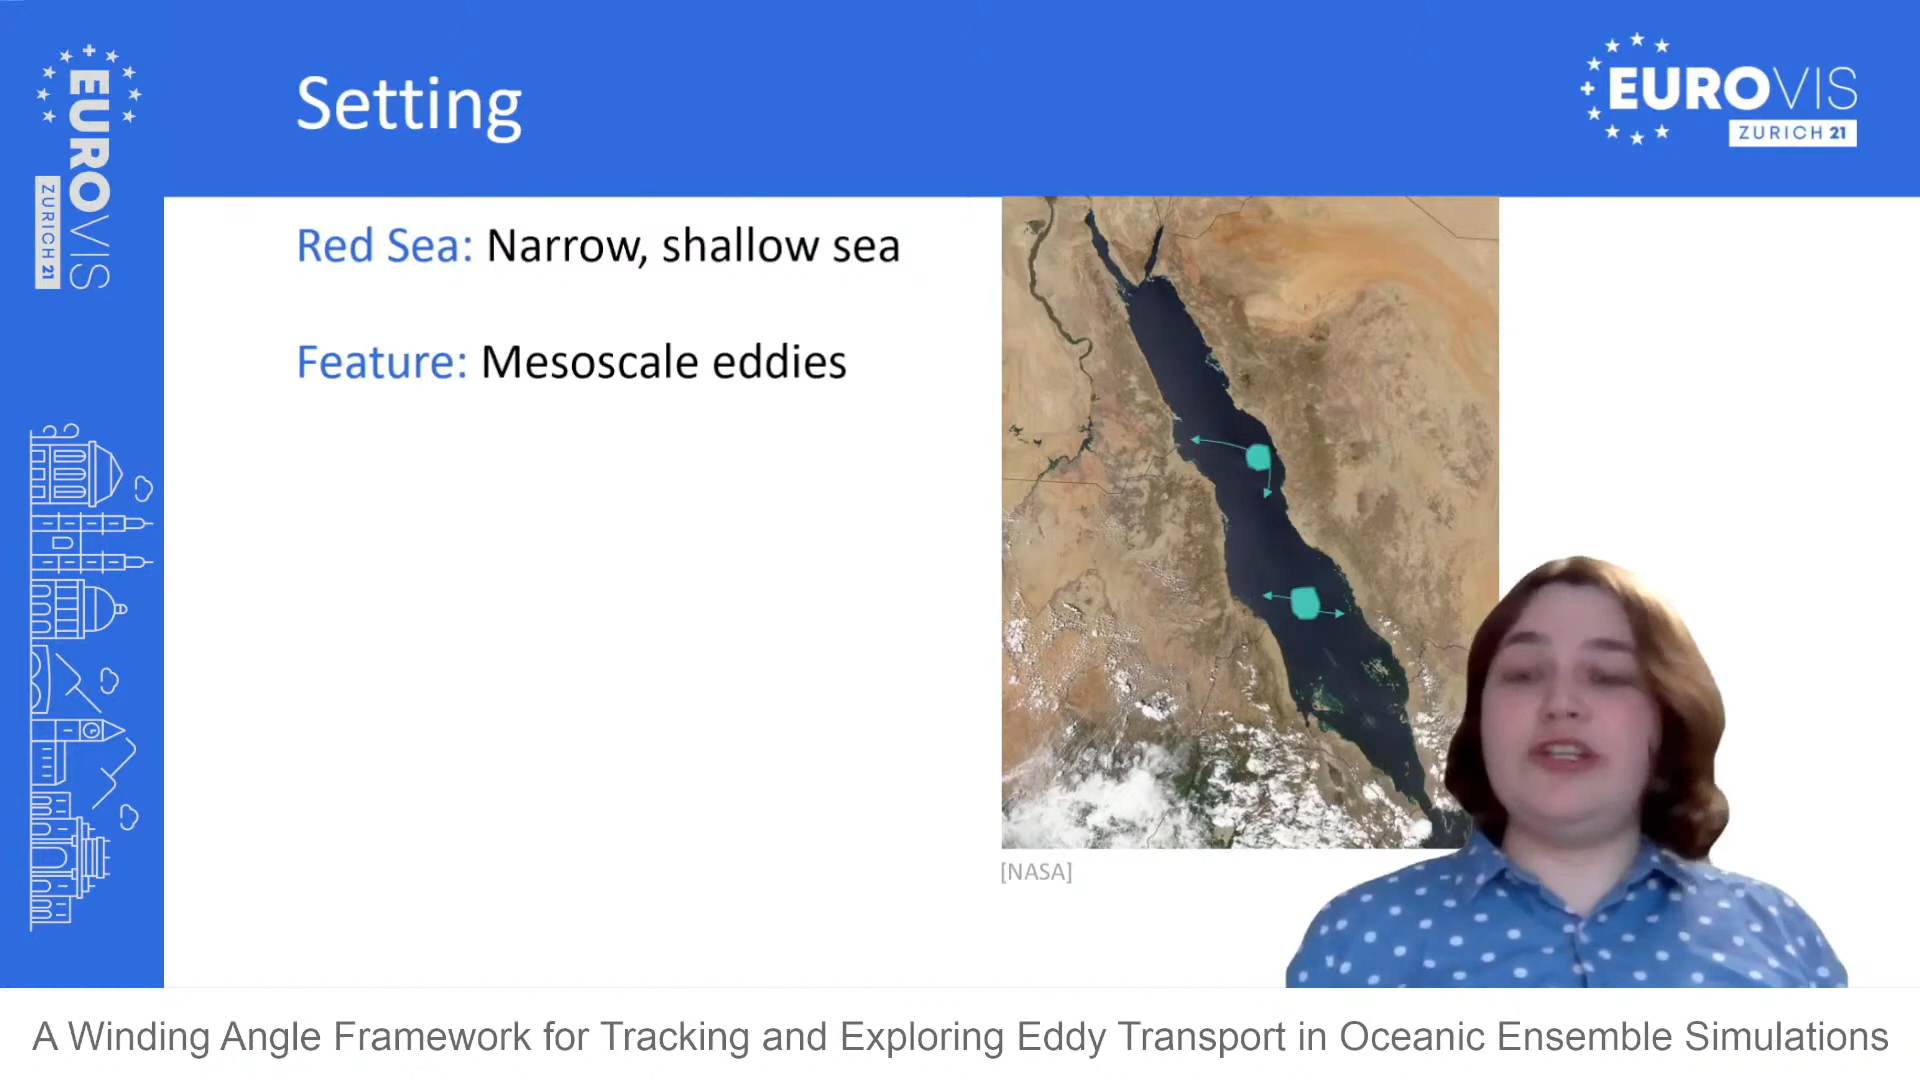 EUROVIS
ZURICH 21
Setting
EUROVIS
ZURICH 21
Red Sea: Narrow, shallow sea
Feature: Mesoscale eddies
[NASA]
A Winding Angle Framework for Tracking and Exploring Eddy Transport in Oceanic Ensemble Simulations